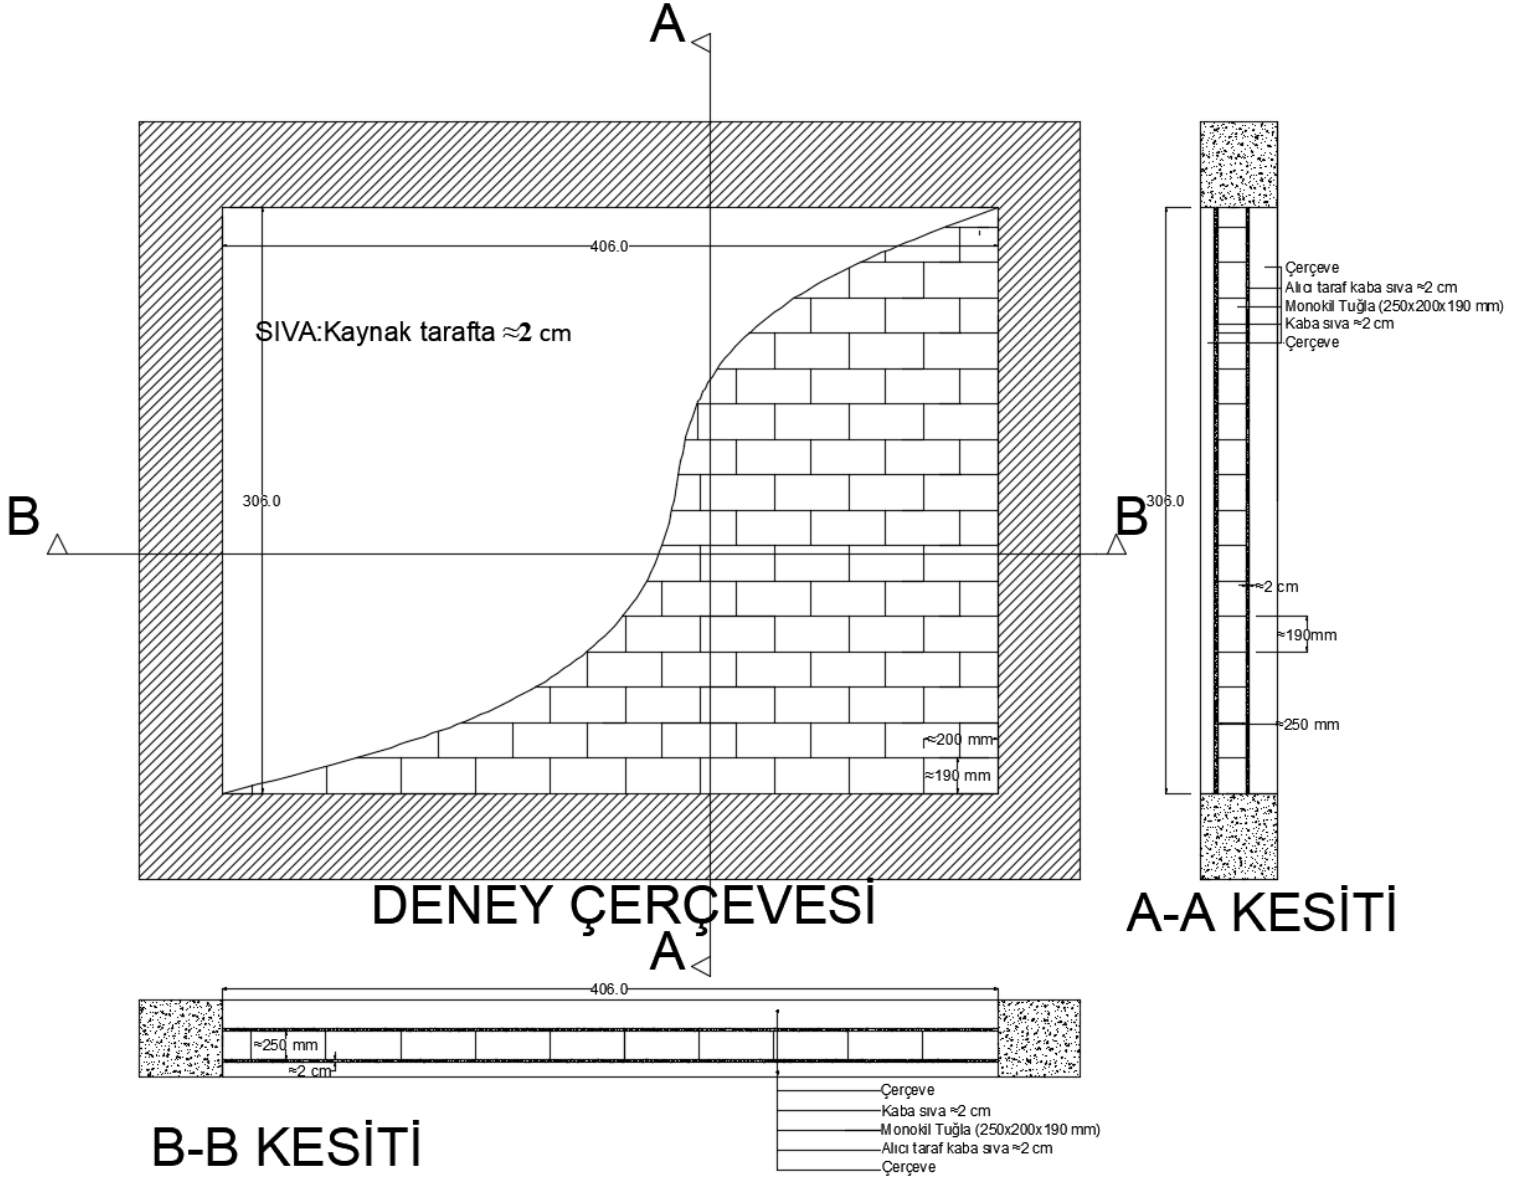 A
406.0
SIVA:Kaynak tarafta ≈2 cm
306.0
B
B
≈200 mm
≈190 mm
DENEY ÇERÇEVESİ
A
306.0
Çerçeve
Alıcı taraf kaba sıva ≈2 cm
Monokil Tuğla (250x200x190 mm)
Kaba sıva ≈2 cm
Çerçeve
≈2 cm
≈190mm
≈250 mm
A-A KESİTİ
406.0
≈250 mm
≈2 cm
Çerçeve
Kaba sıva ≈2 cm
Monokil Tuğla (250x200x190 mm)
Alıcı taraf kaba sıva ≈2 cm
Çerçeve
B-B KESİTİ